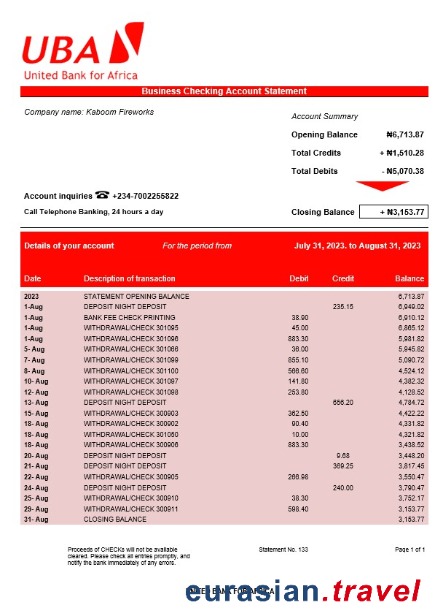 UBA
United Bank for Africa
Business Checking Account Statement
Company name: Kaboom Fireworks
Account Summary
Opening Balance ₦6,713.87
Total Credits + ₦1,510.28
Total Debits - ₦5,070.38
Account inquiries ☎ +234-7002255822
Call Telephone Banking, 24 hours a day
Closing Balance + ₦3,153.77
Details of your account For the period from July 31, 2023. to August 31, 2023
Date Description of transaction Debit Credit Balance
2023 STATEMENT OPENING BALANCE 6,713.87
1-Aug DEPOSIT NIGHT DEPOSIT 235.15 6,949.02
1-Aug BANK FEE CHECK PRINTING 38.90 6,910.12
1-Aug WITHDRAWAL/CHECK 301095 45.00 6,865.12
1-Aug WITHDRAWAL/CHECK 301096 883.30 5,981.82
5- Aug WITHDRAWAL/CHECK 301088 36.00 5,945.82
7- Aug WITHDRAWAL/CHECK 301099 855.10 5,090.72
8- Aug WITHDRAWAL/CHECK 301100 566.60 4,524.12
10- Aug WITHDRAWAL/CHECK 301097 141.80 4,382.32
12- Aug WITHDRAWAL/CHECK 301098 253.80 4,128.52
13- Aug DEPOSIT NIGHT DEPOSIT 656.20 4,784.72
18- Aug WITHDRAWAL/CHECK 300903 362.50 4,422.22
18- Aug WITHDRAWAL/CHECK 300902 90.40 4,331.82
18- Aug WITHDRAWAL/CHECK 301050 10.00 4,321.82
18- Aug WITHDRAWAL/CHECK 300906 883.30 3,438.52
20- Aug DEPOSIT NIGHT DEPOSIT 9.68 3,448.20
21- Aug DEPOSIT NIGHT DEPOSIT 369.25 3,817.45
22- Aug WITHDRAWAL/CHECK 300905 266.98 3,550.47
24- Aug DEPOSIT NIGHT DEPOSIT 240.00 3,790.47
25- Aug WITHDRAWAL/CHECK 300910 38.30 3,752.17
29- Aug WITHDRAWAL/CHECK 300911 598.40 3,153.77
31- Aug CLOSING BALANCE 3,153.77
Proceeds of CHECKs will not be available
cleared. Please check all entries promptly, and
notify the bank immediately of any errors.
Statement No. 133
Page 1 of 1
UNITED BANK FOR AFRICA
eurasian.travel